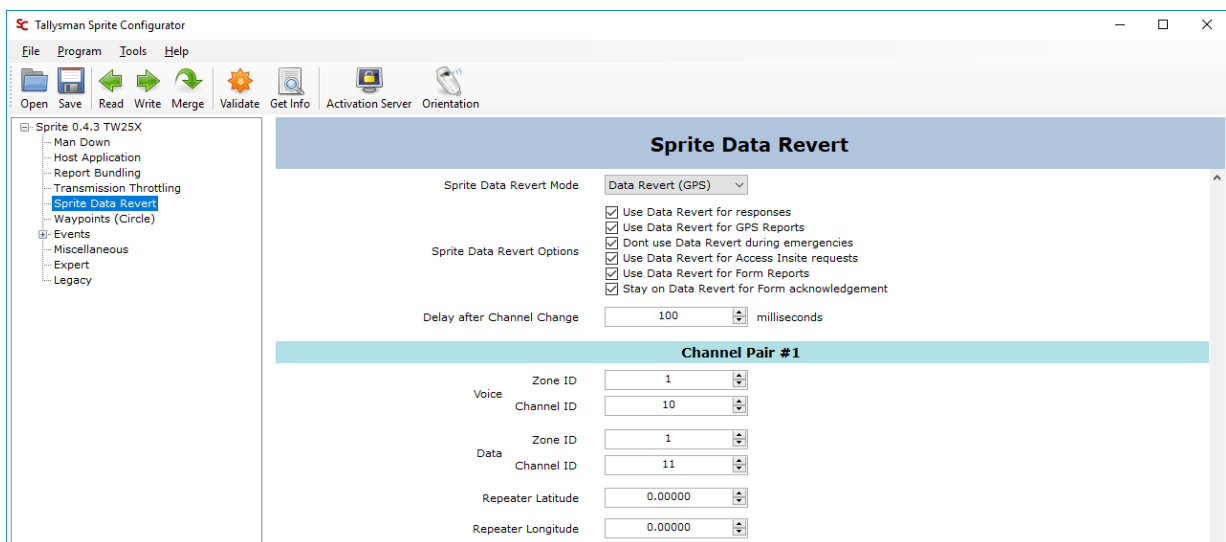 SC Tallysman Sprite Configurator
File Program Tools Help
Open Save Read Write Merge Validate Get Info Activation Server Orientation
Sprite 0.4.3 TW25X
Man Down
Host Application
Report Bundling
Transmission Throttling
Sprite Data Revert
Waypoints (Circle)
Events
Miscellaneous
Expert
Legacy
Sprite Data Revert
Sprite Data Revert Mode Data Revert (GPS)
Sprite Data Revert Options
Use Data Revert for responses
Use Data Revert for GPS Reports
Dont use Data Revert during emergencies
Use Data Revert for Access Insite requests
Use Data Revert for Form Reports
Stay on Data Revert for Form acknowledgement
Delay after Channel Change 100 milliseconds
Channel Pair #1
Voice
Zone ID 1
Channel ID 10
Data
Zone ID 1
Channel ID 11
Repeater Latitude 0.00000
Repeater Longitude 0.00000